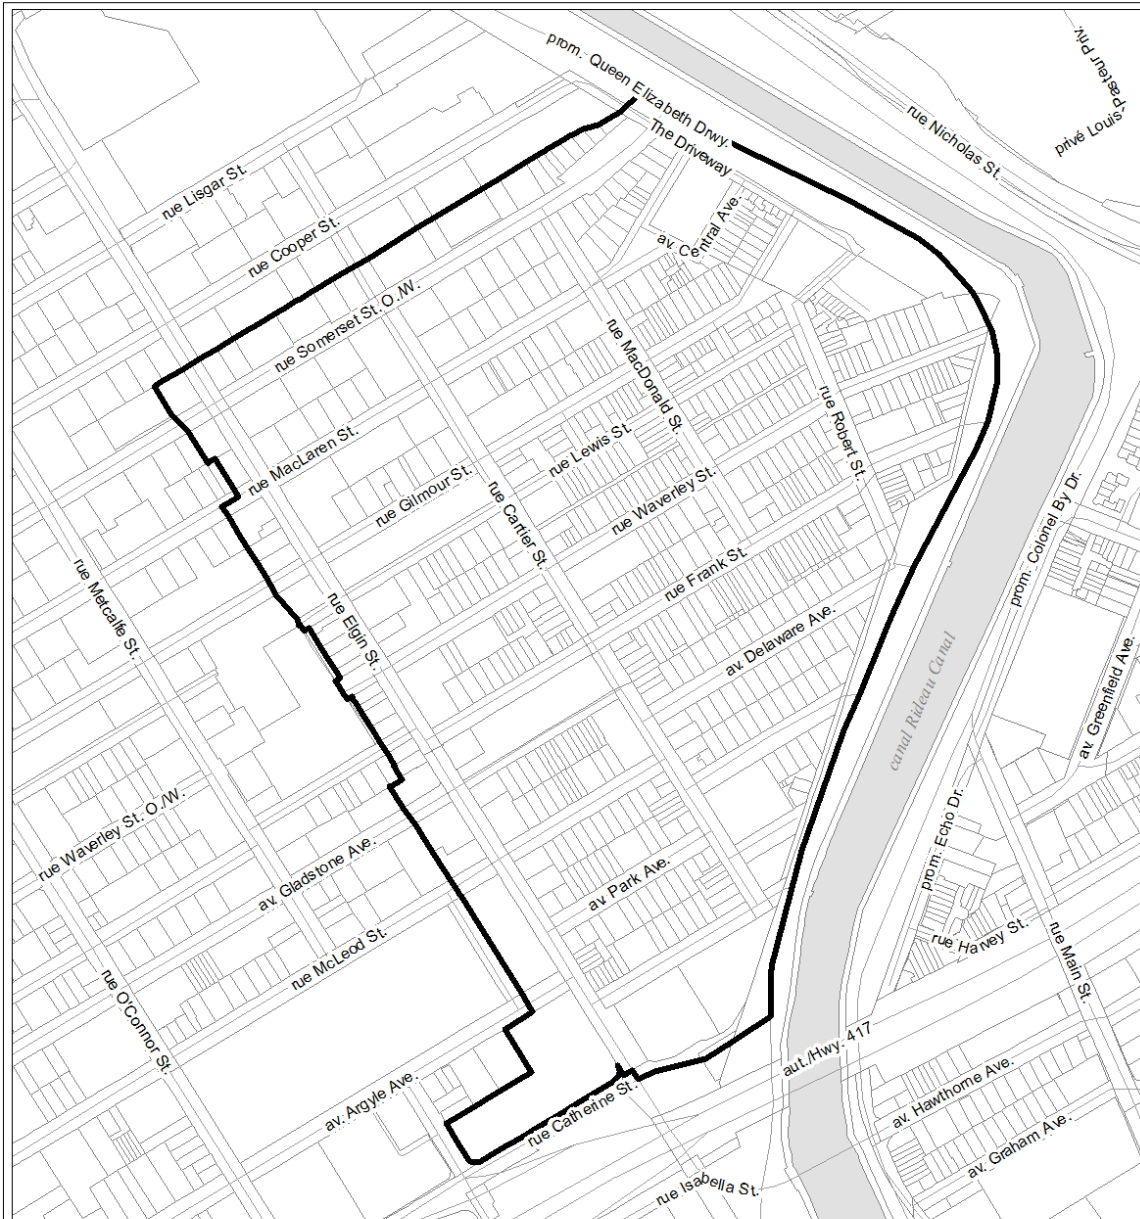 prom. Queen Elizabeth Drwy.
The Driveway
rue Nicholas St.
privé Louis-Pasteur Priv.
rue Lisgar St.
rue Cooper St.
av. Central Ave.
rue Somerset St. O./W.
rue MacDonald St.
rue MacLaren St.
rue Robert St.
rue Lewis St.
rue Gilmour St.
rue Waverley St.
rue Cartier St.
prom. Colonel By Dr.
rue Frank St.
rue Metcalfe St.
rue Elgin St.
av. Delaware Ave.
canal Rideau Canal
av. Greenfield Ave.
rue Waverley St. O./W.
av. Gladstone Ave.
prom. Echo Dr.
av. Park Ave.
rue McLeod St.
rue Harvey St.
rue Main St.
rue O'Connor St.
aut./Hwy. 417
av. Argyle Ave.
rue Catherine St.
av. Hawthorne Ave.
av. Graham Ave.
rue Isabella St.